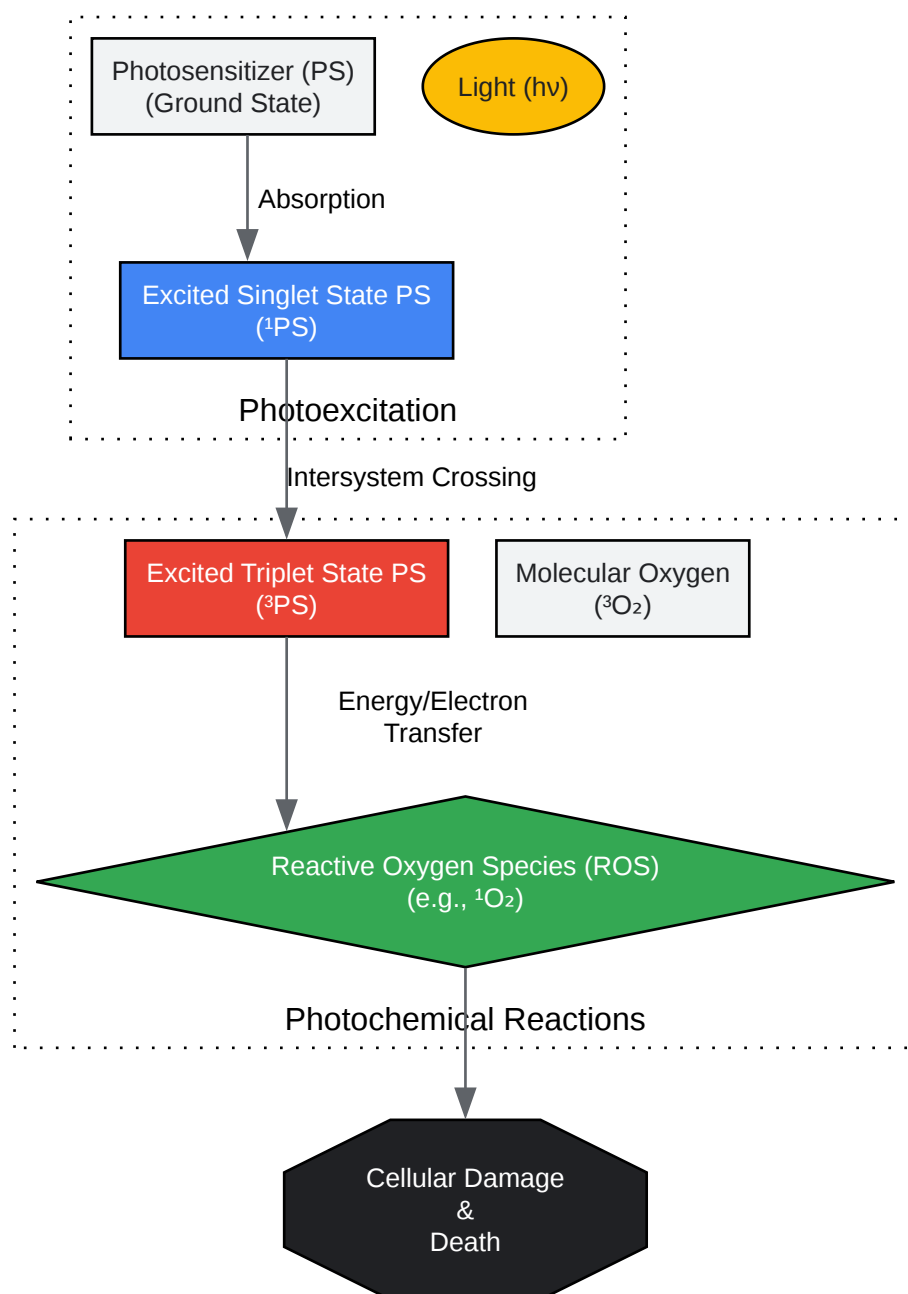 Photosensitizer (PS)
(Ground State)
Light (hν)
Absorption
Excited Singlet State PS
(¹PS)
Photoexcitation
Intersystem Crossing
Excited Triplet State PS
(³PS)
Molecular Oxygen
(³O₂)
Energy/Electron
Transfer
Reactive Oxygen Species (ROS)
(e.g., ¹O₂)
Photochemical Reactions
Cellular Damage
&
Death